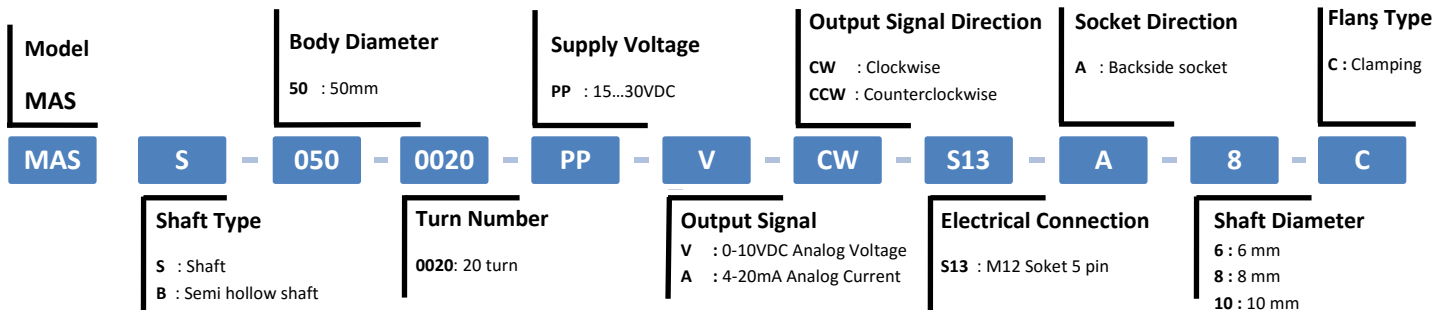 Model
MAS
Body Diameter
50 : 50mm
Supply Voltage
PP : 15...30VDC
Output Signal Direction
CW : Clockwise
CCW : Counterclockwise
Socket Direction
A : Backside socket
Flanş Type
C : Clamping
MAS S - 050 - 0020 - PP - V - CW - S13 - A - 8 - C
Shaft Type
S : Shaft
B : Semi hollow shaft
Turn Number
0020: 20 turn
Output Signal
V : 0-10VDC Analog Voltage
A : 4-20mA Analog Current
Electrical Connection
S13 : M12 Soket 5 pin
Shaft Diameter
6 : 6 mm
8 : 8 mm
10 : 10 mm